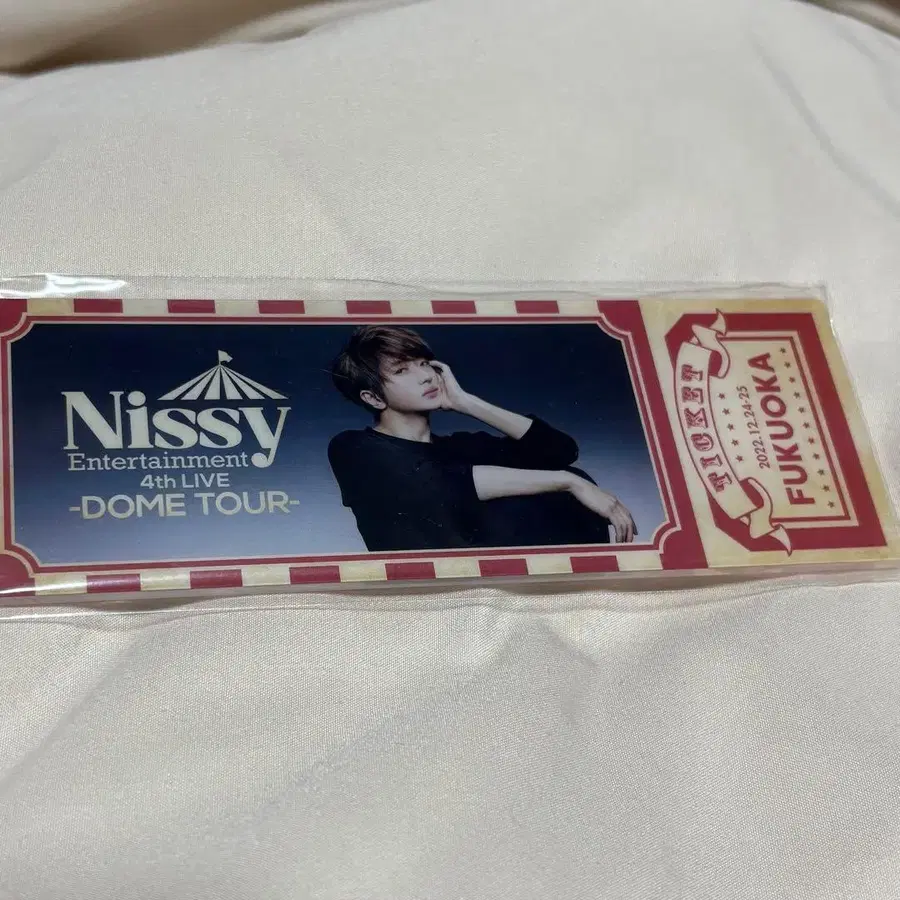 Nissy
Entertainment
4th LIVE
-DOME TOUR-
TICKET
2022.12.24-25
FUKUOKA